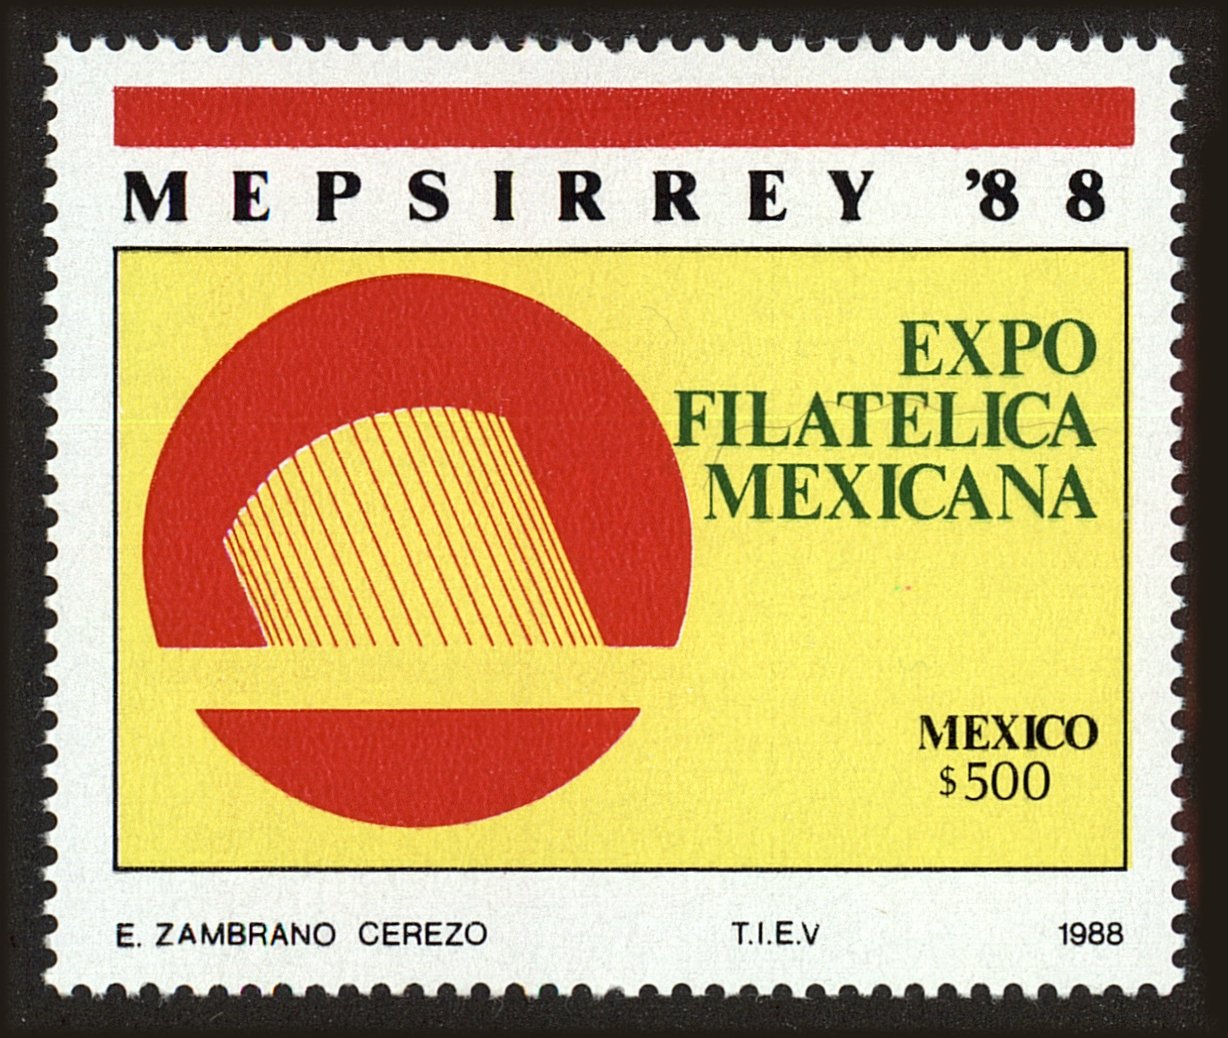 MEPSIRREY '88
EXPO
FILATELICA
MEXICANA
MEXICO
$500
E. ZAMBRANO CEREZO T.I.E.V 1988